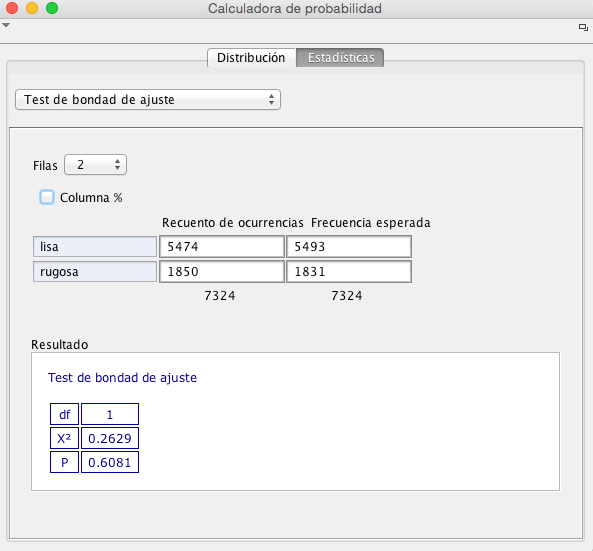 Calculadora de probabilidad
Distribución Estadísticas
Test de bondad de ajuste
Filas 2
Columna %
Recuento de ocurrencias Frecuencia esperada
lisa 5474 5493
rugosa 1850 1831
7324 7324
Resultado
Test de bondad de ajuste
df 1
X² 0.2629
P 0.6081